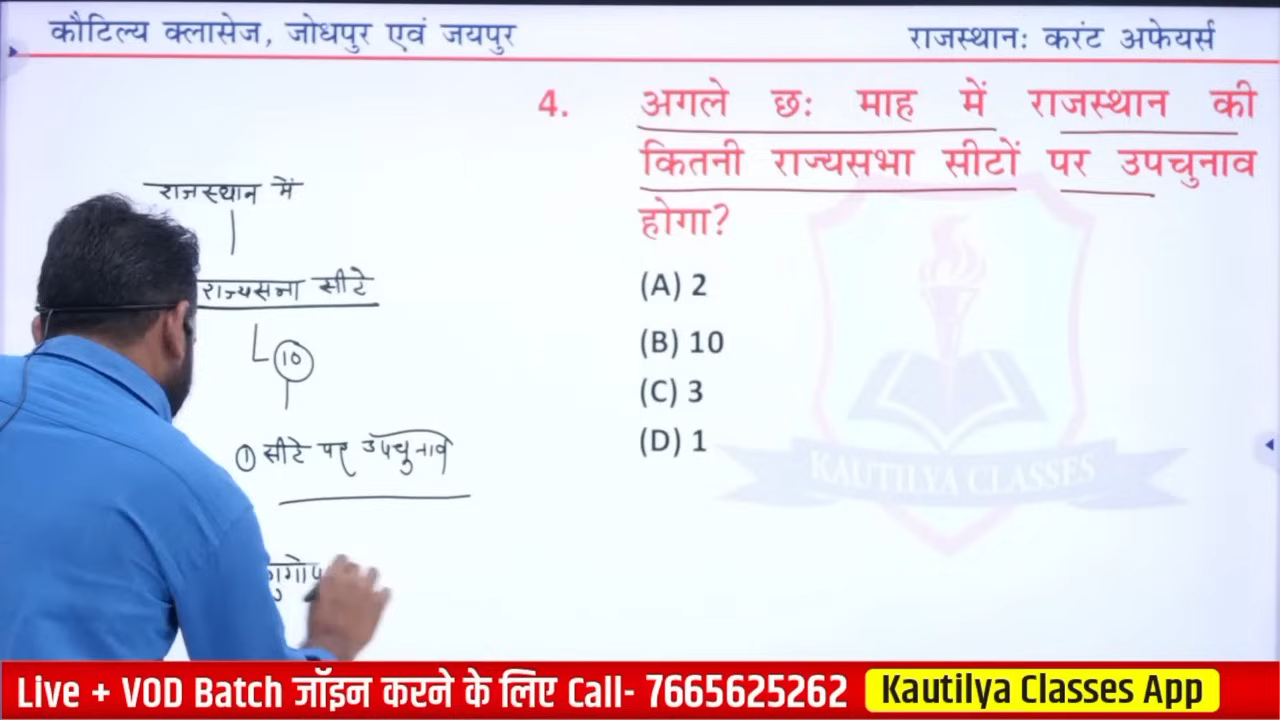 कौटिल्य क्लासेज, जोधपुर एवं जयपुर
राजस्थानः करंट अफेयर्स
4. अगले छः माह में राजस्थान की
कितनी राज्यसभा सीटों पर उपचुनाव
होगा?
(A) 2
(B) 10
(C) 3
(D) 1
राजस्थान में
राज्यसभा सीटे
10
① सीटे पर उपचुनाव
KAUTILYA CLASSES
Live + VOD Batch जॉइन करने के लिए Call- 7665625262
Kautilya Classes App